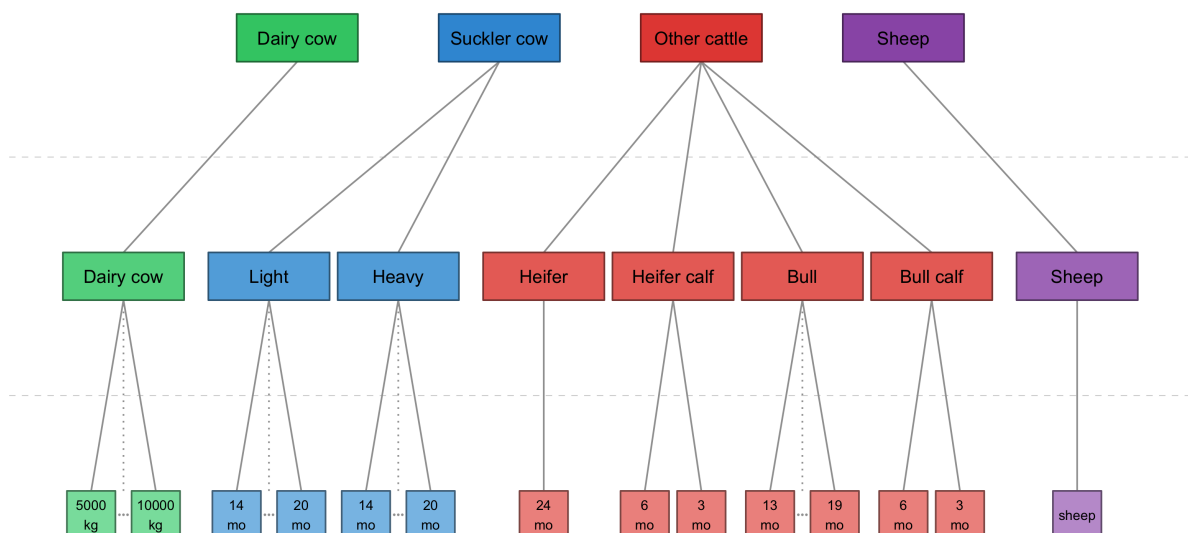 Dairy cow
Suckler cow
Other cattle
Sheep
Dairy cow
Light
Heavy
Heifer
Heifer calf
Bull
Bull calf
Sheep
5000
kg
10000
kg
14
mo
20
mo
14
mo
20
mo
24
mo
6
mo
3
mo
13
mo
19
mo
6
mo
3
mo
sheep